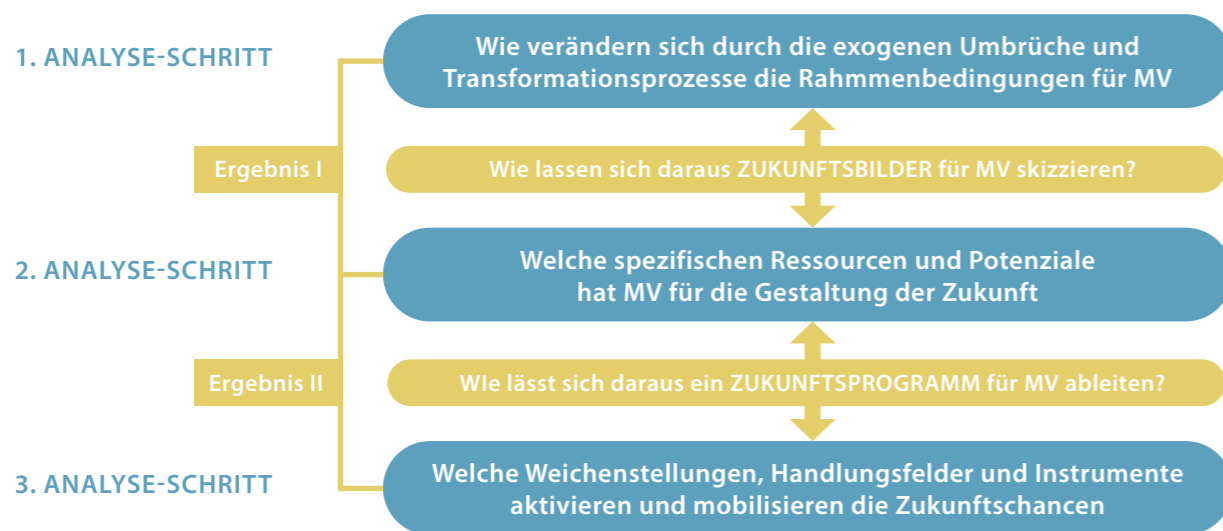 1. ANALYSE-SCHRITT
Wie verändern sich durch die exogenen Umbrüche und
Transformationsprozesse die Rahmmenbedingungen für MV
Ergebnis I
Wie lassen sich daraus ZUKUNFTSBILDER für MV skizzieren?
2. ANALYSE-SCHRITT
Welche spezifischen Ressourcen und Potenziale
hat MV für die Gestaltung der Zukunft
Ergebnis II
WIe lässt sich daraus ein ZUKUNFTSPROGRAMM für MV ableiten?
3. ANALYSE-SCHRITT
Welche Weichenstellungen, Handlungsfelder und Instrumente
aktivieren und mobilisieren die Zukunftschancen